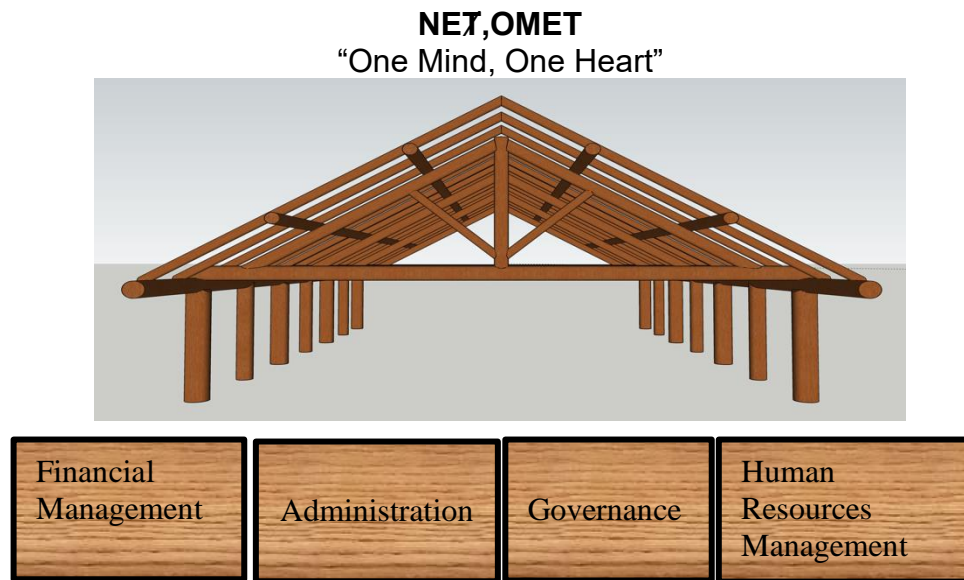 NEȾ,OMET
“One Mind, One Heart”
Financial
Management
Administration
Governance
Human
Resources
Management